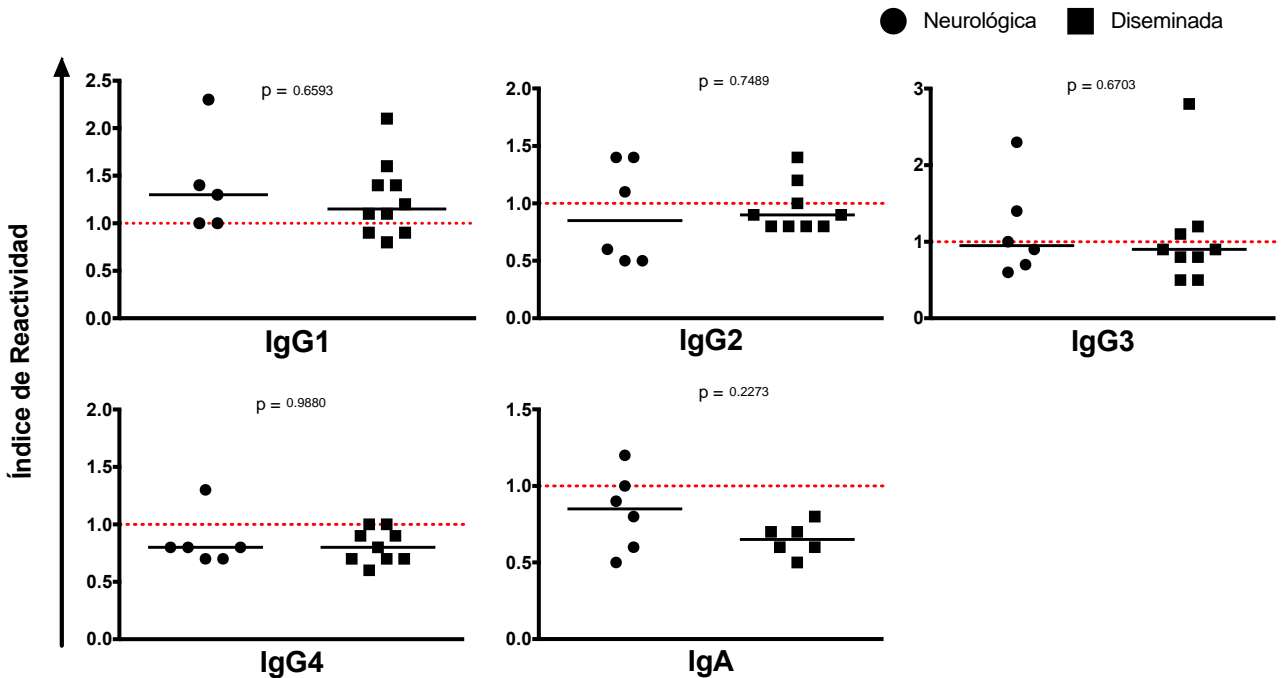 Neurológica Diseminada
Índice de Reactividad
p = 0.6593
2.5
2.0
1.5
1.0
0.5
0.0
IgG1
p = 0.7489
2.0
1.5
1.0
0.5
0.0
IgG2
p = 0.6703
3
2
1
0
IgG3
p = 0.9880
2.0
1.5
1.0
0.5
0.0
IgG4
p = 0.2273
1.5
1.0
0.5
0.0
IgA